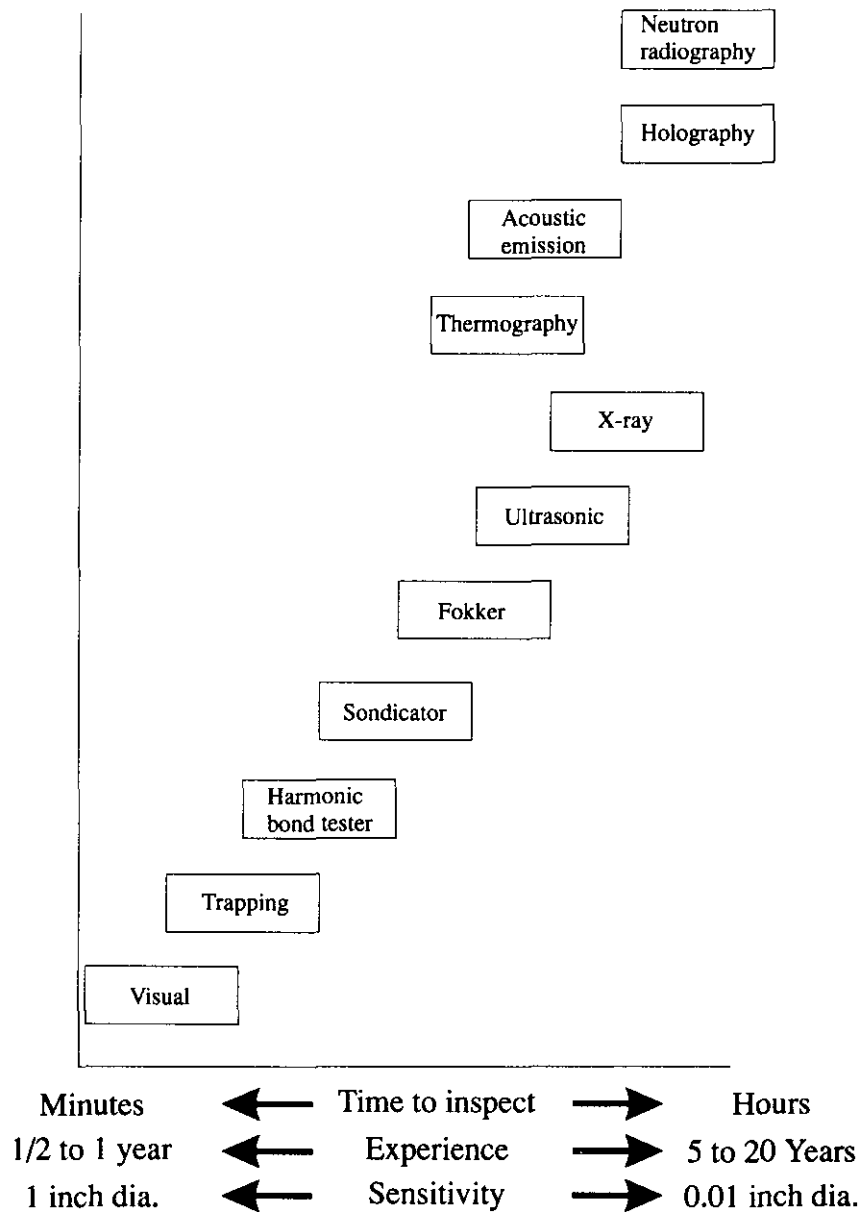 Neutron
radiography
Holography
Acoustic
emission
Thermography
X-ray
Ultrasonic
Fokker
Sondicator
Harmonic
bond tester
Trapping
Visual
Minutes Time to inspect Hours
1/2 to 1 year Experience 5 to 20 Years
1 inch dia. Sensitivity 0.01 inch dia.